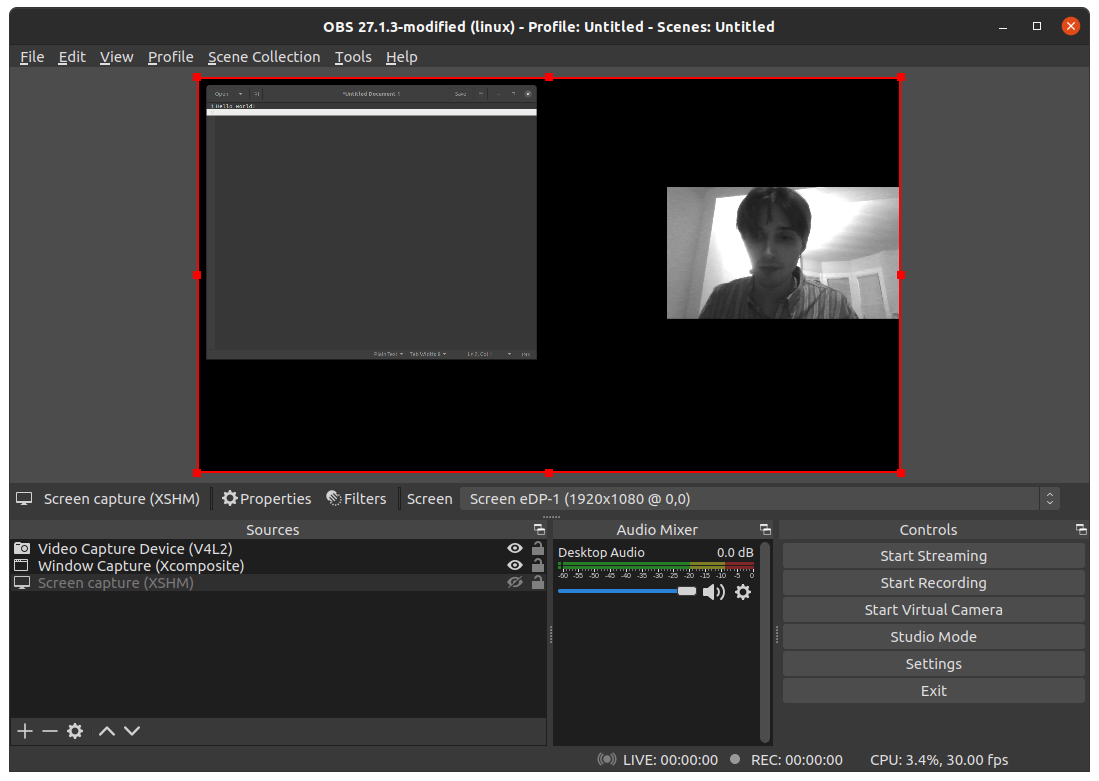 OBS 27.1.3-modified (linux) - Profile: Untitled - Scenes: Untitled
File Edit View Profile Scene Collection Tools Help
Open *Untitled Document 1 Save
1 Hello World!
Plain Text Tab Width: 8 Ln 2, Col 1 INS
Screen capture (XSHM) Properties Filters Screen Screen eDP-1 (1920x1080 @ 0,0)
Sources Audio Mixer Controls
Video Capture Device (V4L2)
Window Capture (Xcomposite)
Screen capture (XSHM)
Desktop Audio 0.0 dB
-60 -55 -50 -45 -40 -35 -30 -25 -20 -15 -10 -5 0
Start Streaming
Start Recording
Start Virtual Camera
Studio Mode
Settings
Exit
LIVE: 00:00:00 REC: 00:00:00 CPU: 3.4%, 30.00 fps